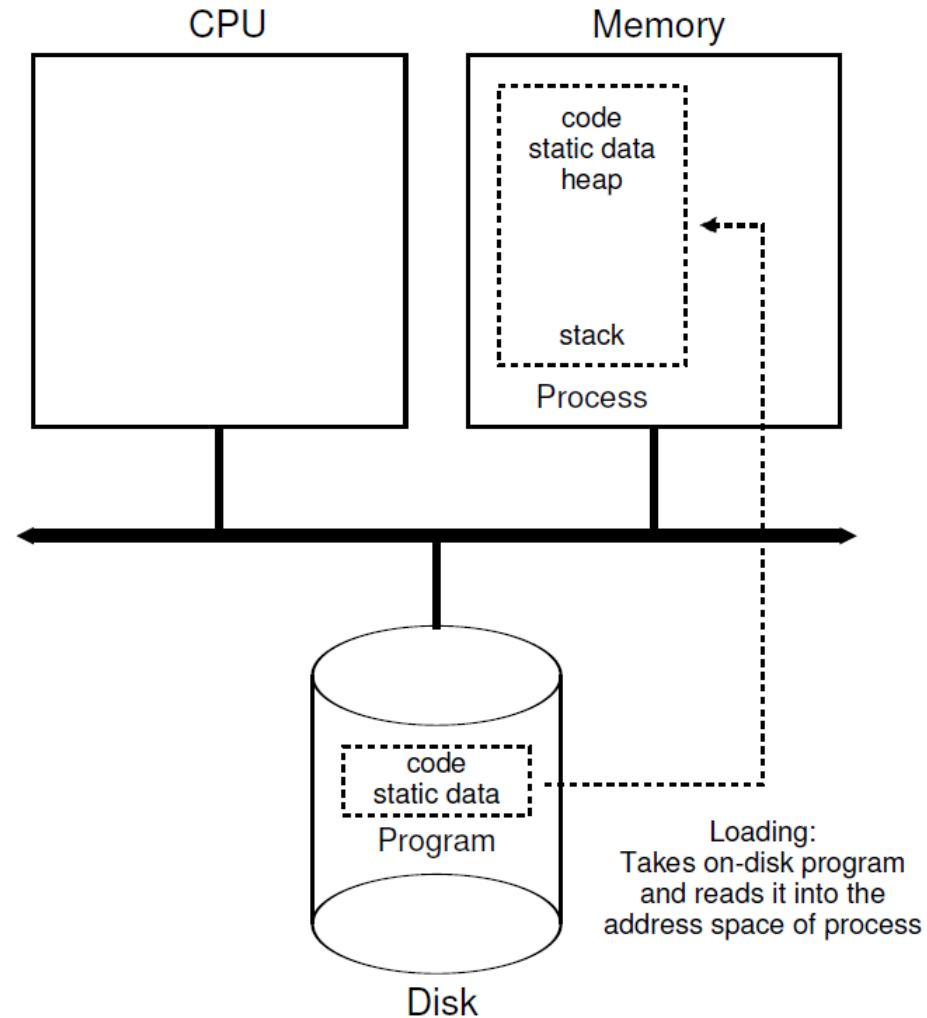 CPU
Memory
code
static data
heap
stack
Process
code
static data
Program
Loading:
Takes on-disk program
and reads it into the
address space of process
Disk